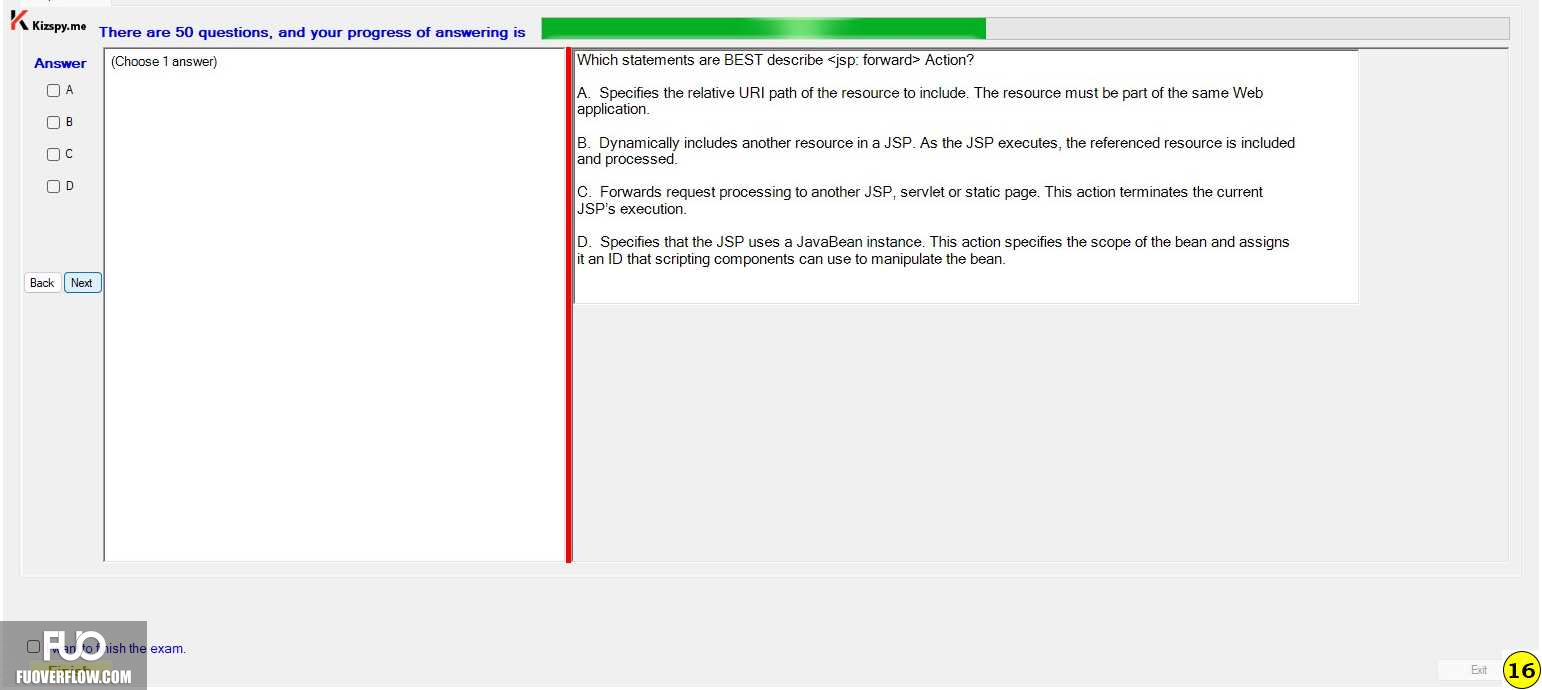 Kizspy.me
There are 50 questions, and your progress of answering is
Answer
(Choose 1 answer)
A
B
C
D
Back
Next
Which statements are BEST describe <jsp: forward> Action?
A. Specifies the relative URI path of the resource to include. The resource must be part of the same Web
application.
B. Dynamically includes another resource in a JSP. As the JSP executes, the referenced resource is included
and processed.
C. Forwards request processing to another JSP, servlet or static page. This action terminates the current
JSP's execution.
D. Specifies that the JSP uses a JavaBean instance. This action specifies the scope of the bean and assigns
it an ID that scripting components can use to manipulate the bean.
want to finish the exam.
Finish
FUO
FUOVERFLOW.COM
Exit
16